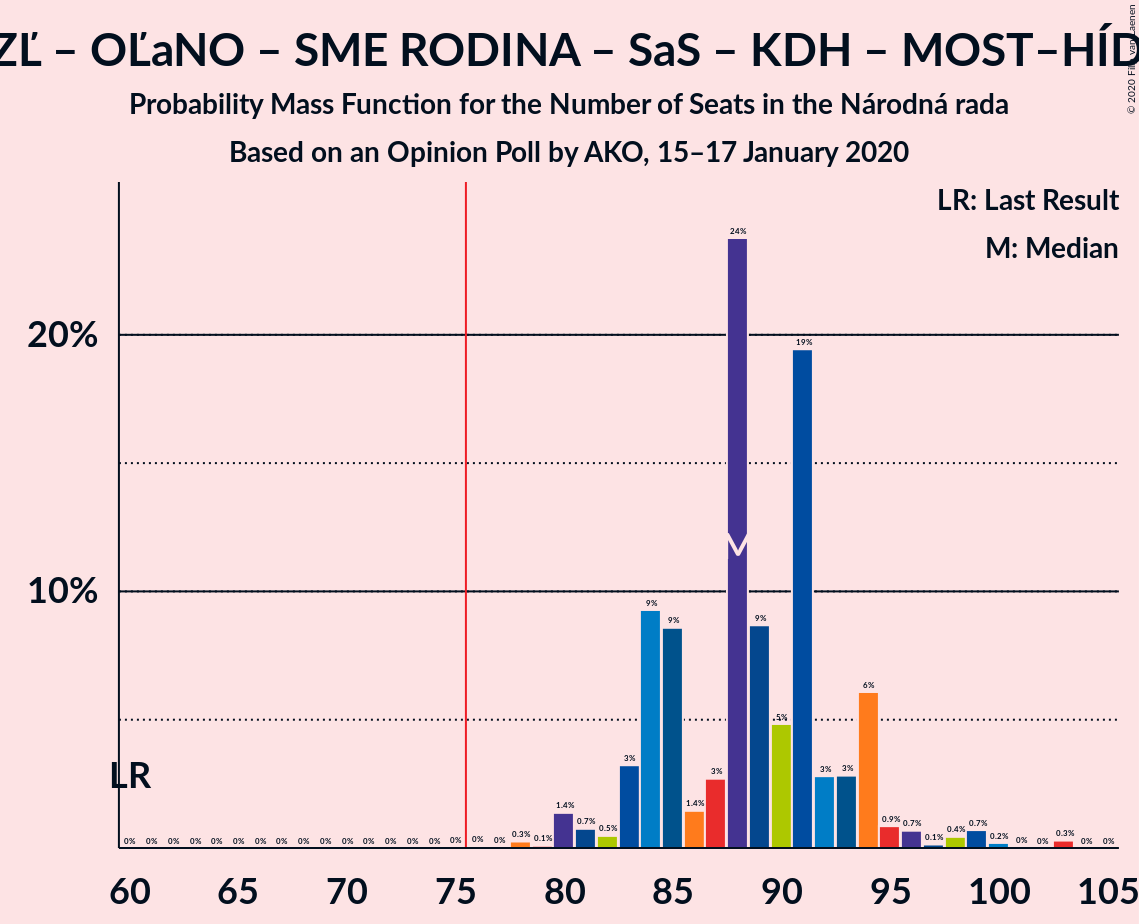 ZĽ – OĽaNO – SME RODINA – SaS – KDH – MOST–HÍD
Probability Mass Function for the Number of Seats in the Národná rada
Based on an Opinion Poll by AKO, 15–17 January 2020
© 2020 Filip van Laenen
LR: Last Result
M: Median
20%
10%
LR
0% 0% 0% 0% 0% 0% 0% 0% 0% 0% 0% 0% 0% 0% 0% 0% 0% 0% 0.3% 0.1% 1.4% 0.7% 0.5% 3% 9% 9% 1.4% 3% 24% 9% 5% 19% 3% 3% 6% 0.9% 0.7% 0.1% 0.4% 0.7% 0.2% 0% 0% 0.3% 0% 0%
60 65 70 75 80 85 90 95 100 105